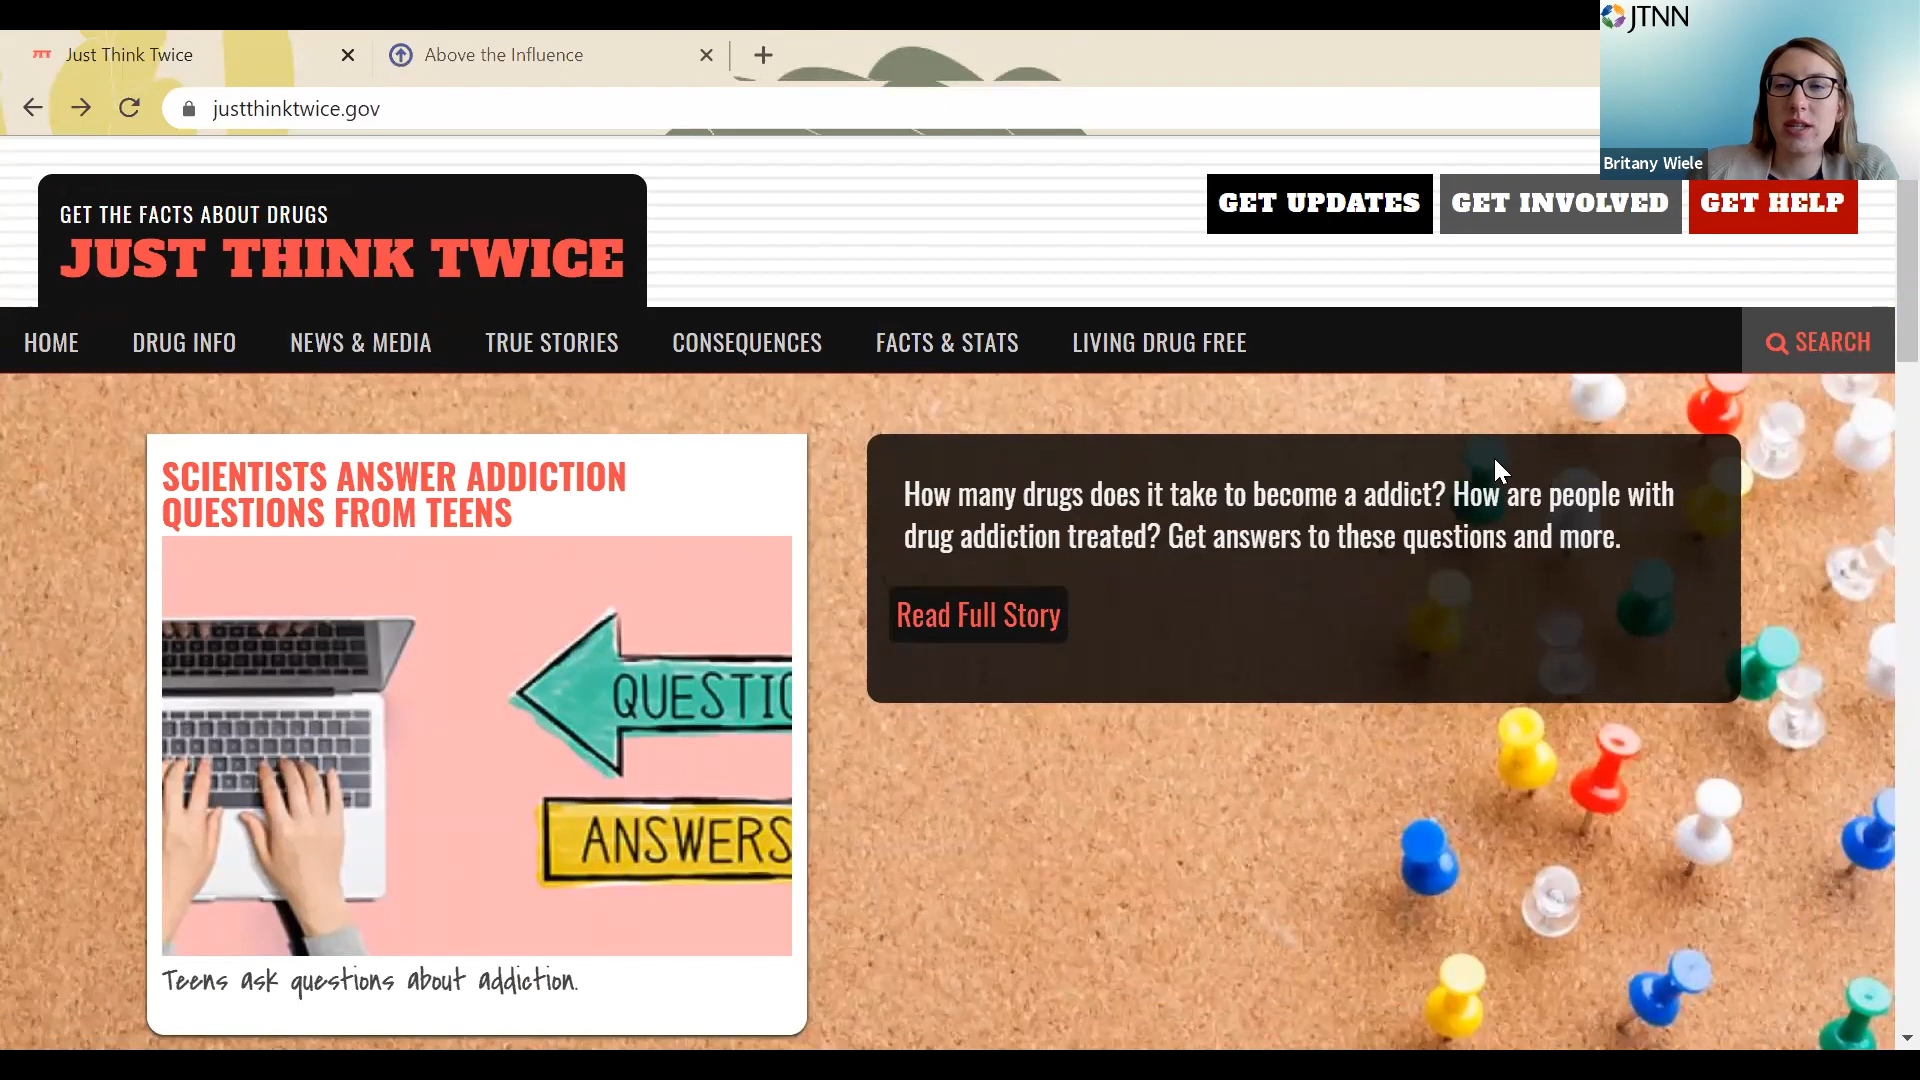 JTNN
Just Think Twice
Above the Influence
justthinktwice.gov
Britany Wiele
GET THE FACTS ABOUT DRUGS
JUST THINK TWICE
GET UPDATES
GET INVOLVED
GET HELP
HOME
DRUG INFO
NEWS & MEDIA
TRUE STORIES
CONSEQUENCES
FACTS & STATS
LIVING DRUG FREE
SEARCH
SCIENTISTS ANSWER ADDICTION
QUESTIONS FROM TEENS
QUESTIO
ANSWERS
Teens ask questions about addiction.
How many drugs does it take to become a addict? How are people with
drug addiction treated? Get answers to these questions and more.
Read Full Story